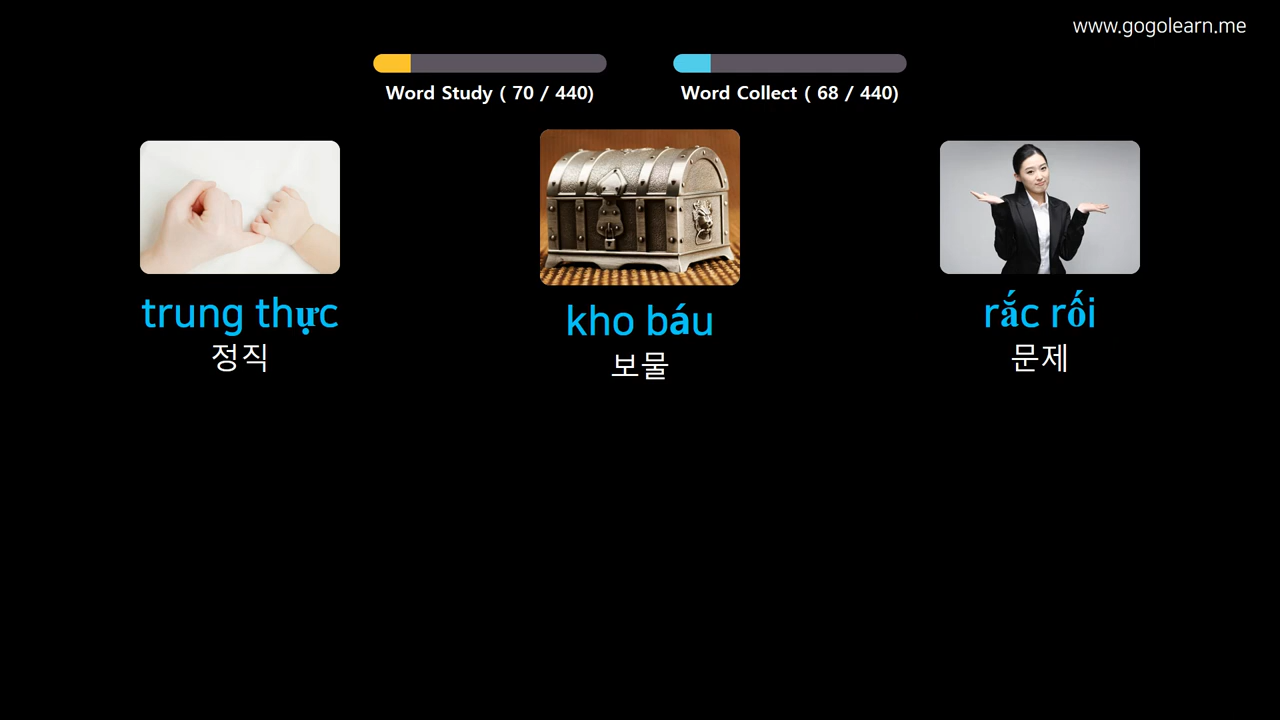 www.gogolearn.me
Word Study ( 70 / 440)
Word Collect ( 68 / 440)
trung thực
정직
kho báu
보물
rắc rối
문제